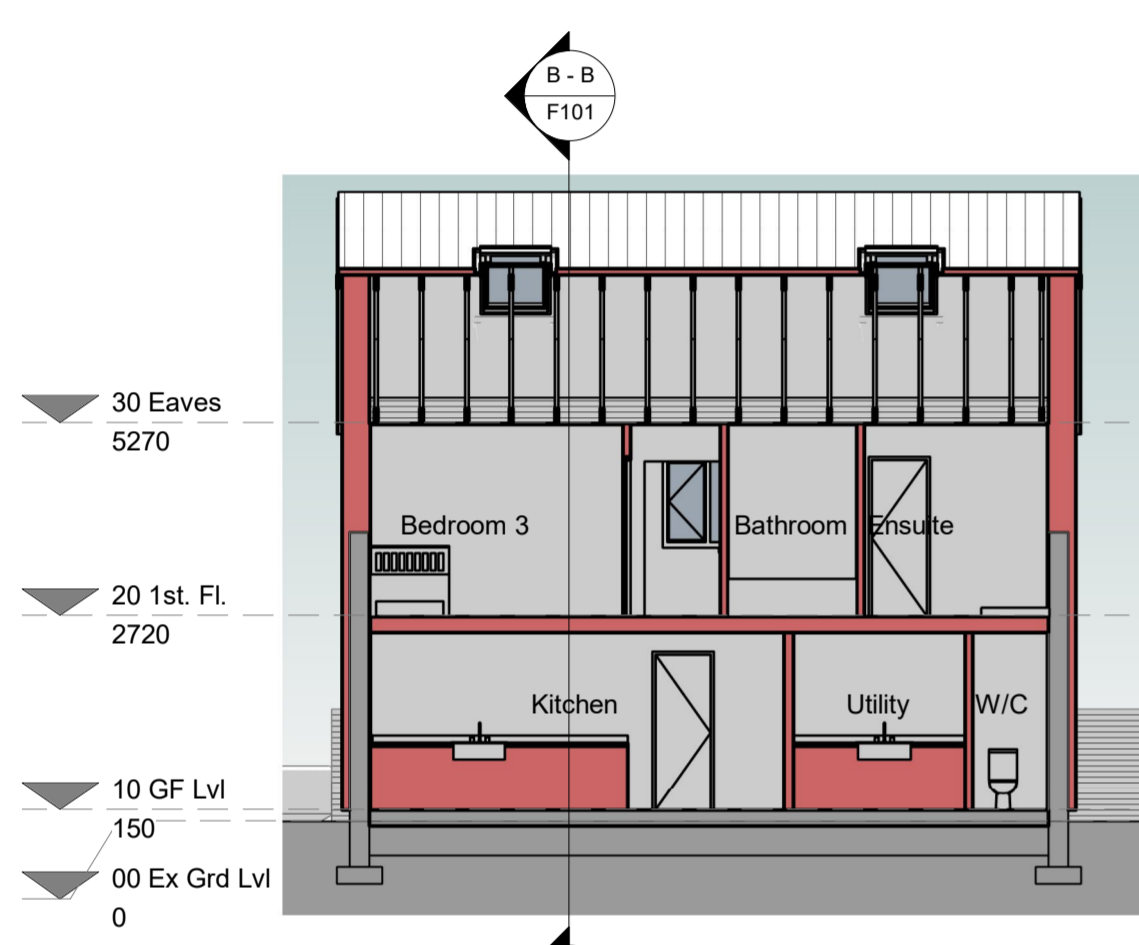 B - B
F101
30 Eaves
5270
Bedroom 3
Bathroom
Ensuite
20 1st. Fl.
2720
Kitchen
Utility
W/C
10 GF Lvl
150
00 Ex Grd Lvl
0